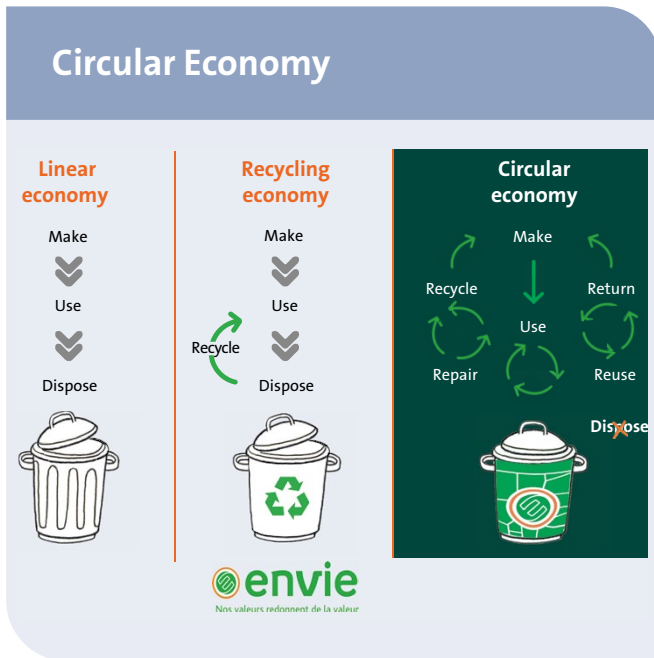 Circular Economy
Linear
economy
Make
Use
Dispose
Recycling
economy
Make
Use
Recycle
Dispose
Circular
economy
Make
Recycle
Return
Use
Repair
Reuse
Dispose
envie
Nos valeurs redonnent de la valeur